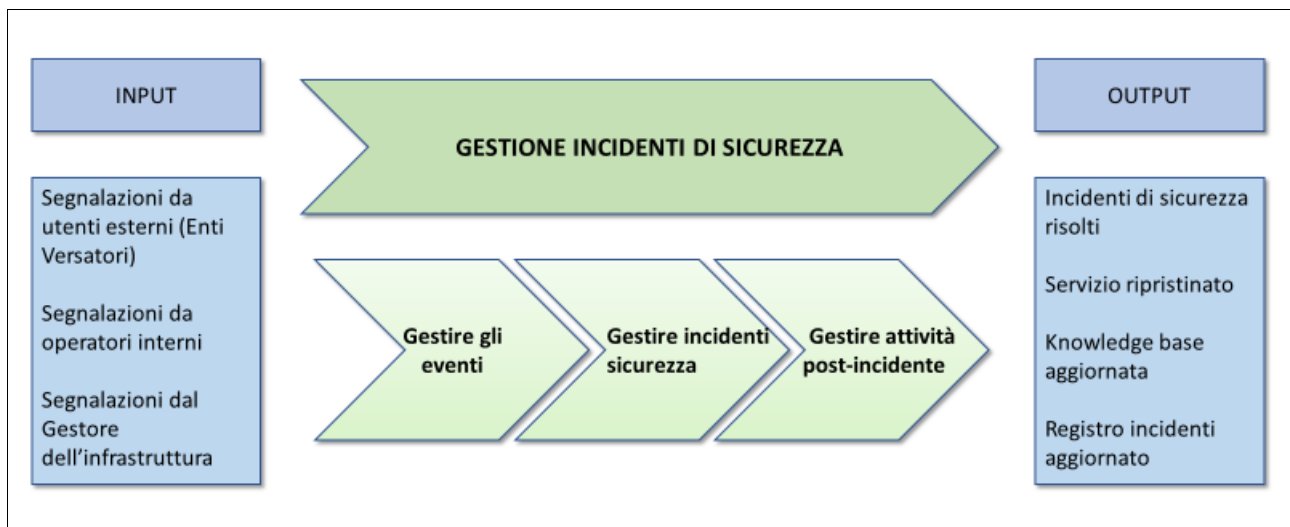 INPUT
Segnalazioni da
utenti esterni (Enti
Versatori)
Segnalazioni da
operatori interni
Segnalazioni dal
Gestore
dell'infrastruttura
GESTIONE INCIDENTI DI SICUREZZA
Gestire gli
eventi
Gestire incidenti
sicurezza
Gestire attività
post-incidente
OUTPUT
Incidenti di sicurezza
risolti
Servizio ripristinato
Knowledge base
aggiornata
Registro incidenti
aggiornato